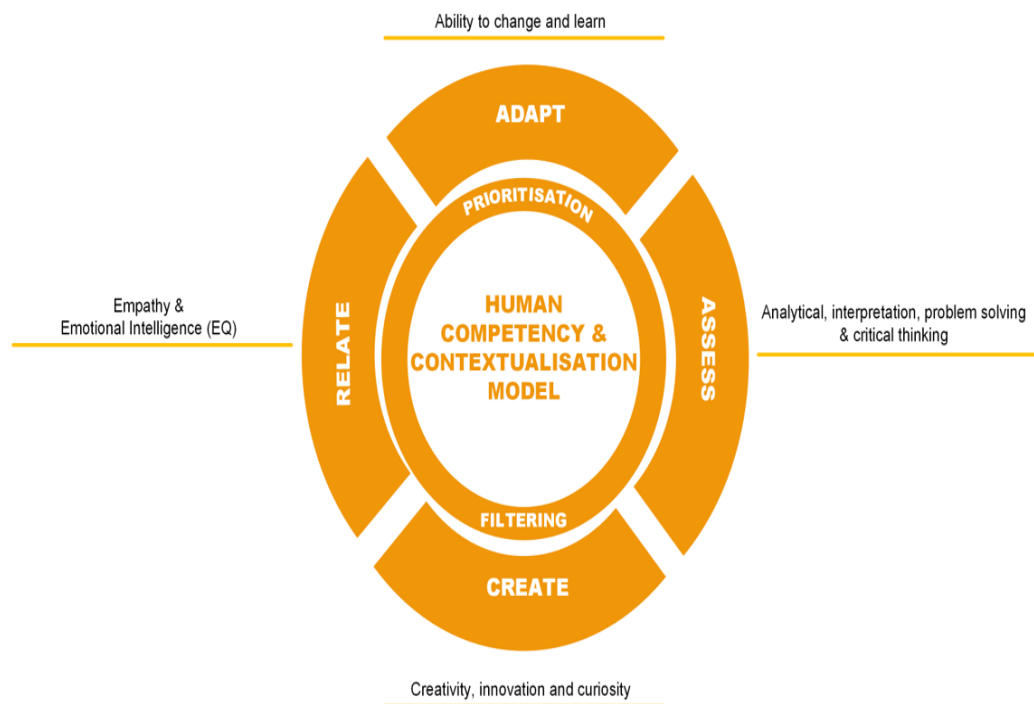 Ability to change and learn
ADAPT
PRIORITISATION
Empathy &
Emotional Intelligence (EQ)
RELATE
HUMAN
COMPETENCY &
CONTEXTUALISATION
MODEL
ASSESS
Analytical, interpretation, problem solving
& critical thinking
FILTERING
CREATE
Creativity, innovation and curiosity